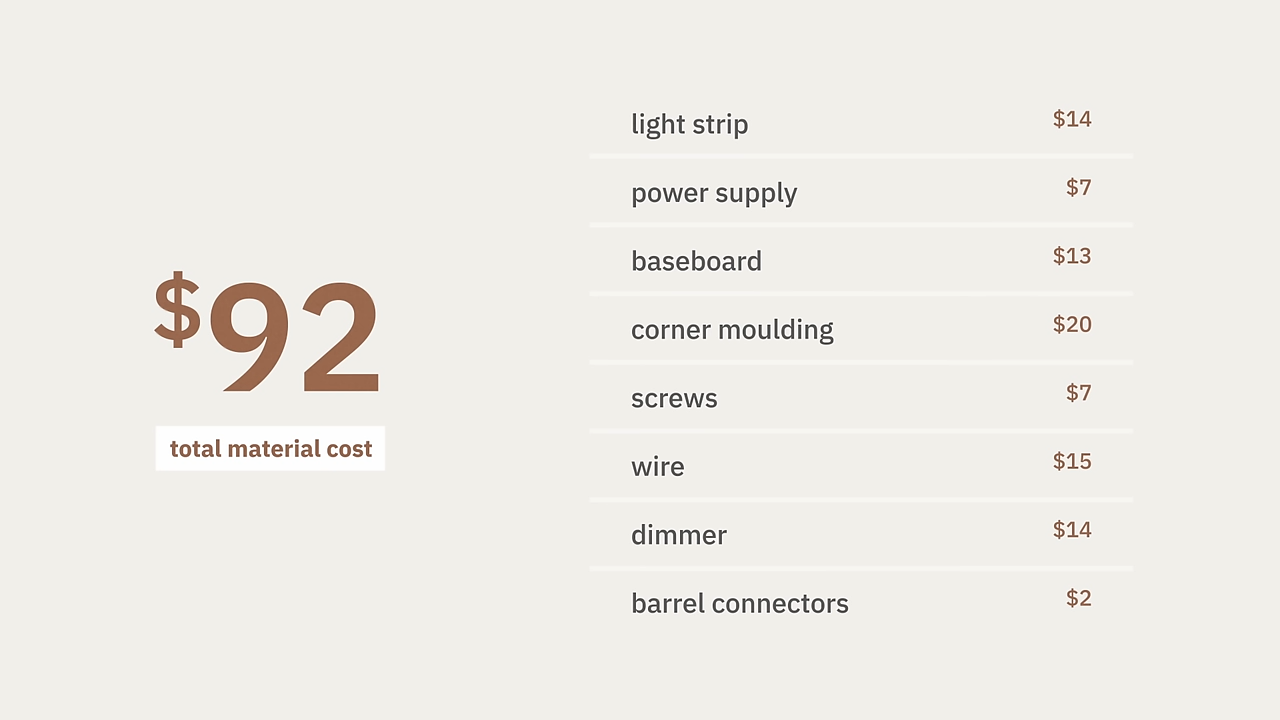 $92
total material cost
light strip $14
power supply $7
baseboard $13
corner moulding $20
screws $7
wire $15
dimmer $14
barrel connectors $2